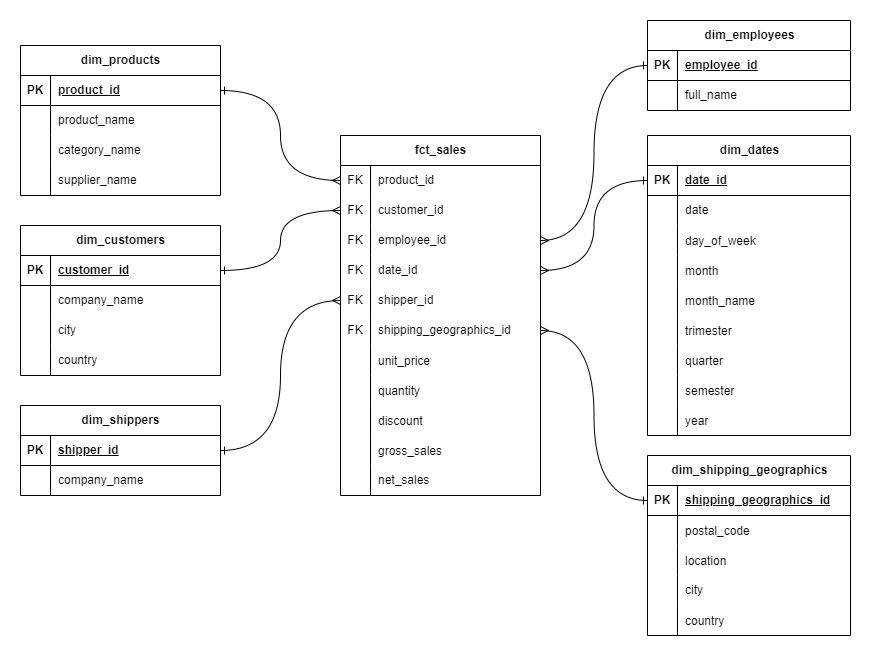 dim_products
PK product_id
product_name
category_name
supplier_name
dim_customers
PK customer_id
company_name
city
country
dim_shippers
PK shipper_id
company_name
fct_sales
FK product_id
FK customer_id
FK employee_id
FK date_id
FK shipper_id
FK shipping_geographics_id
unit_price
quantity
discount
gross_sales
net_sales
dim_employees
PK employee_id
full_name
dim_dates
PK date_id
date
day_of_week
month
month_name
trimester
quarter
semester
year
dim_shipping_geographics
PK shipping_geographics_id
postal_code
location
city
country